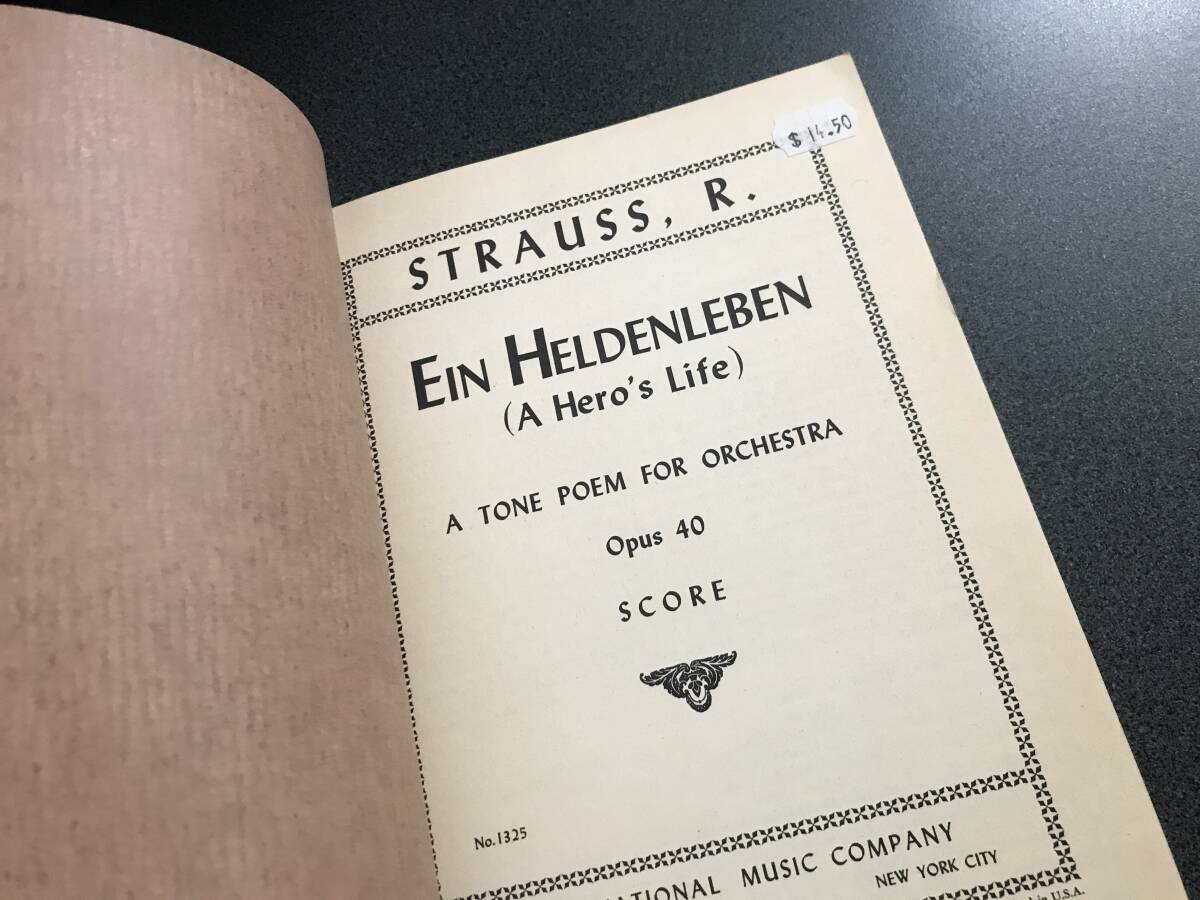 $ 14.50
STRAUSS, R.
EIN HELDENLEBEN
(A Hero's Life)
A TONE POEM FOR ORCHESTRA
Opus 40
SCORE
No. 1325
NATIONAL MUSIC COMPANY
NEW YORK CITY
in U.S.A.